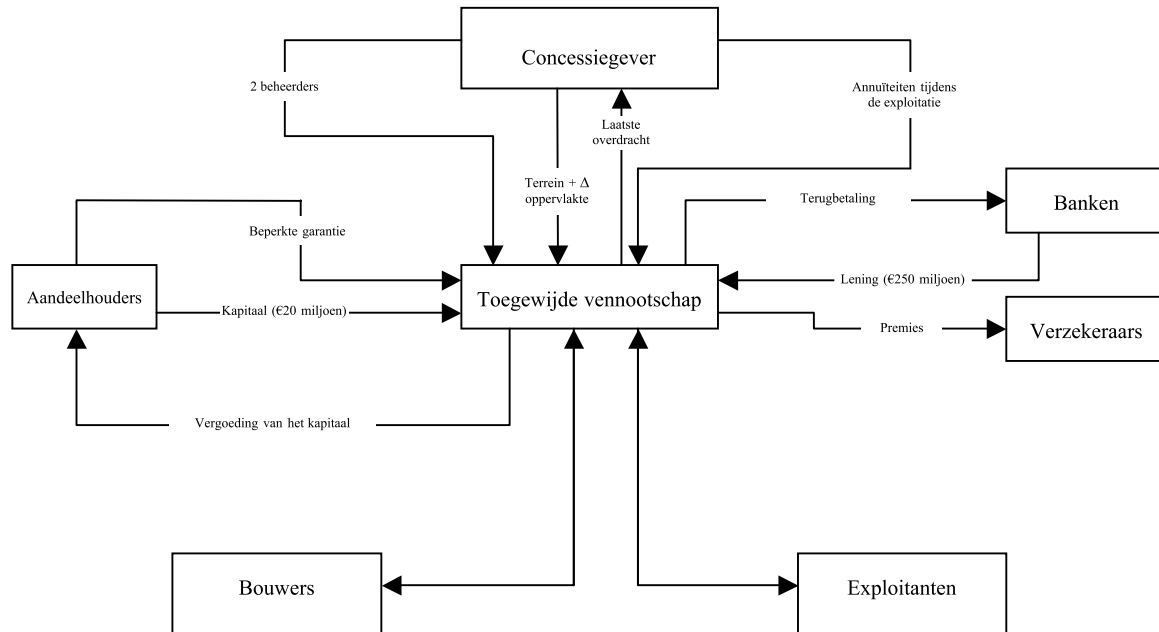 Concessiegever
2 beheerders
Annuïteiten tijdens
de exploitatie
Laatste
overdracht
Terrein + Δ
oppervlakte
Terugbetaling
Banken
Beperkte garantie
Aandeelhouders
Toegewijde vennootschap
Lening (€250 miljoen)
Kapitaal (€20 miljoen)
Premies
Verzekeraars
Vergoeding van het kapitaal
Bouwers
Exploitanten